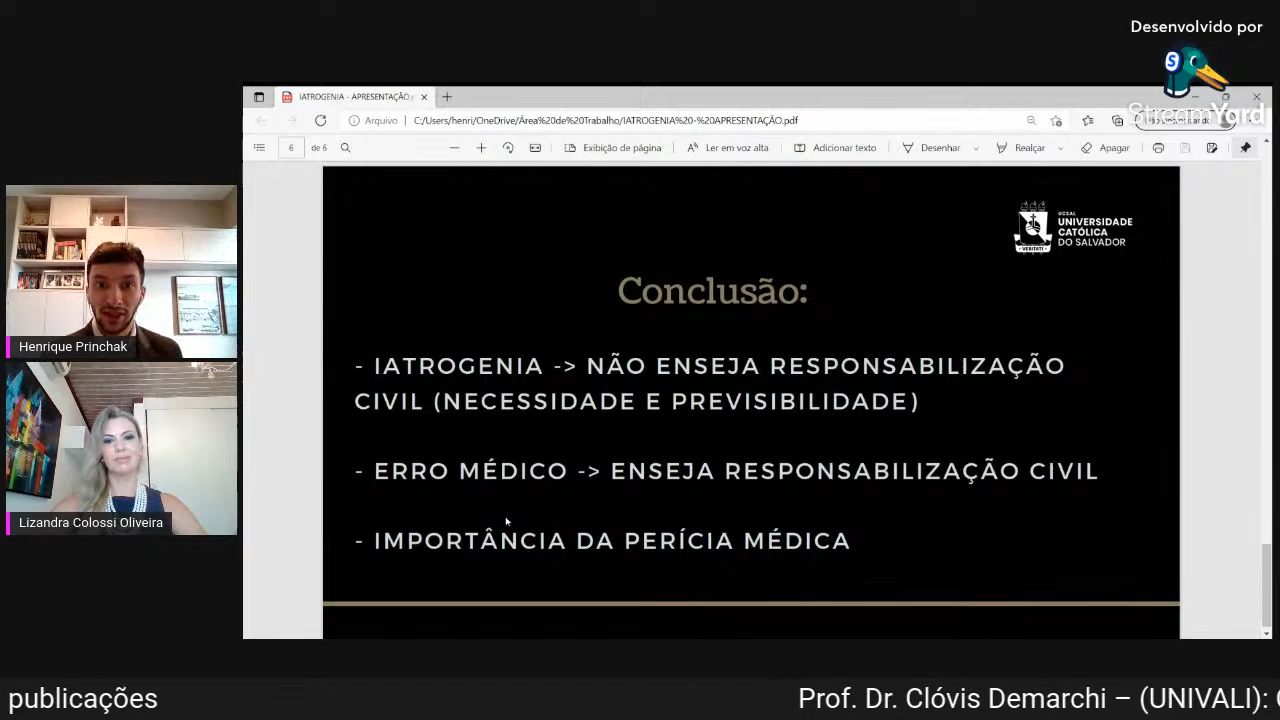 Desenvolvido por
StreamYard
IATROGENIA - APRESENTAÇÃO
Arquivo
C:/Users/henri/OneDrive/Área%20de%20Trabalho/IATROGENIA%20-%20APRESENTAÇÃO.pdf
6
de 6
Exibição de página
Ler em voz alta
Adicionar texto
Desenhar
Realçar
Apagar
UCSAL
UNIVERSIDADE
CATÓLICA
DO SALVADOR
VERITATI
Conclusão:
- IATROGENIA -> NÃO ENSEJA RESPONSABILIZAÇÃO
CIVIL (NECESSIDADE E PREVISIBILIDADE)
- ERRO MÉDICO -> ENSEJA RESPONSABILIZAÇÃO CIVIL
- IMPORTÂNCIA DA PERÍCIA MÉDICA
Henrique Princhak
Lizandra Colossi Oliveira
publicações
Prof. Dr. Clóvis Demarchi – (UNIVALI):